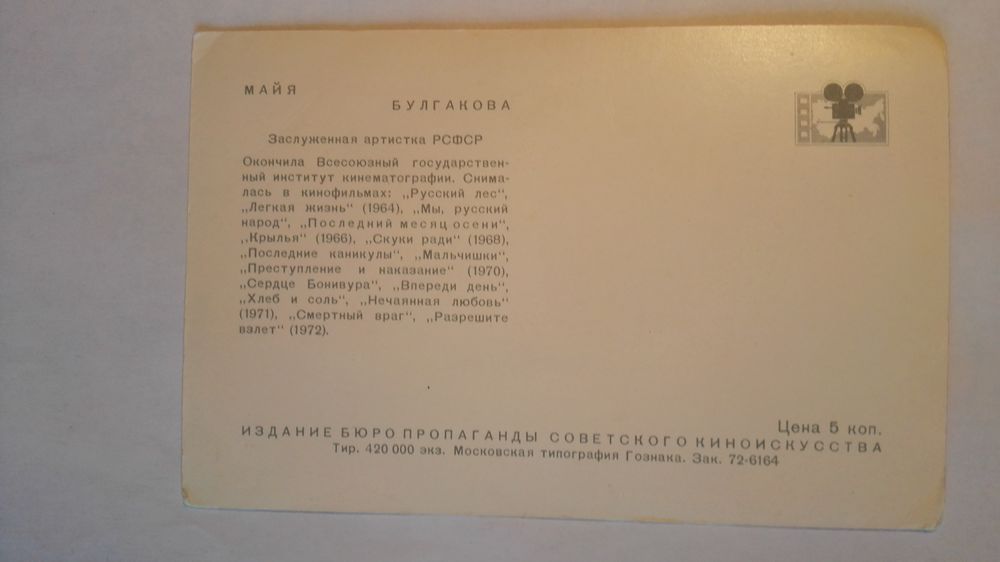 МАЙЯ
БУЛГАКОВА
Заслуженная артистка РСФСР
Окончила Всесоюзный государствен-
ный институт кинематографии. Снима-
лась в кинофильмах: „Русский лес“,
„Легкая жизнь“ (1964), „Мы, русский
народ“, „Последний месяц осени“,
„Крылья“ (1966), „Скуки ради“ (1968),
„Последние каникулы“, „Мальчишки“,
„Преступление и наказание“ (1970),
„Сердце Бонивура“, „Впереди день“,
„Хлеб и соль“, „Нечаянная любовь“
(1971), „Смертный враг“, „Разрешите
взлет“ (1972).
Цена 5 коп.
ИЗДАНИЕ БЮРО ПРОПАГАНДЫ СОВЕТСКОГО КИНОИСКУССТВА
Тир. 420 000 экз. Московская типография Гознака. Зак. 72-6164